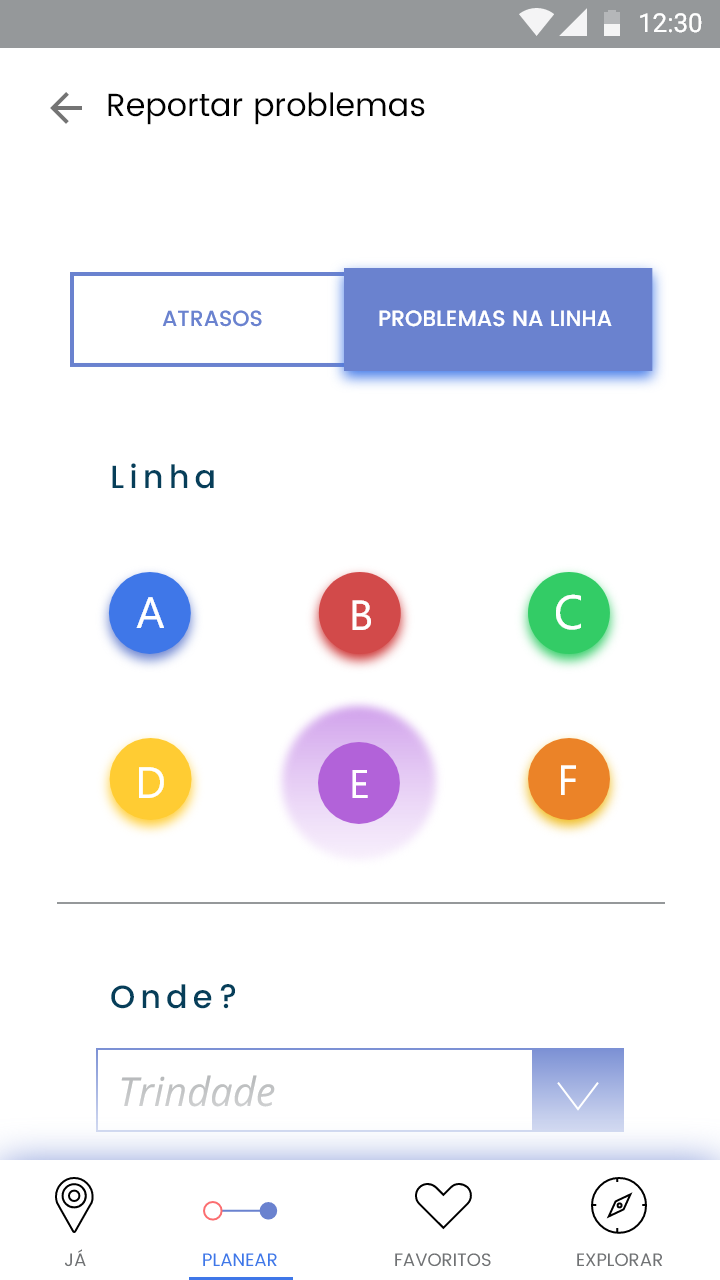 12:30
Reportar problemas
ATRASOS PROBLEMAS NA LINHA
Linha
A B C
D E F
Onde?
Trindade
JÁ PLANEAR FAVORITOS EXPLORAR